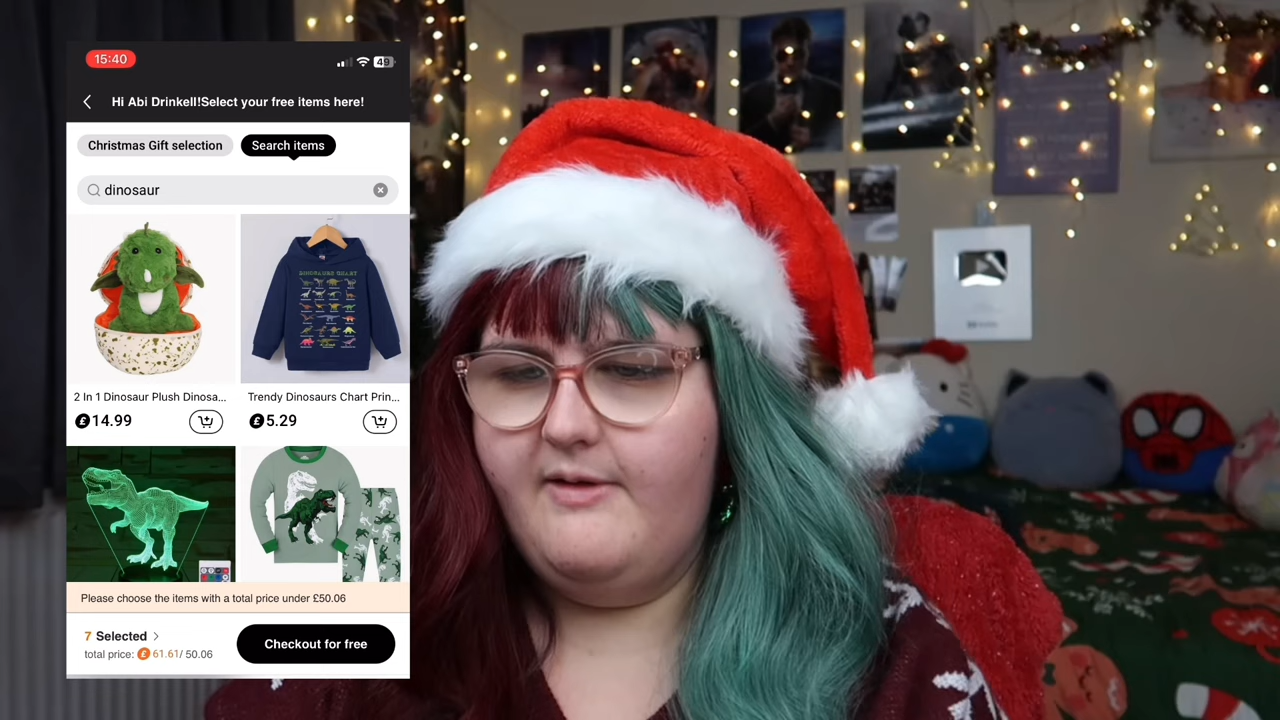 15:40
49
Hi Abi Drinkell!Select your free items here!
Christmas Gift selection
Search items
dinosaur
DINOSAURS CHART
2 In 1 Dinosaur Plush Dinosa...
Trendy Dinosaurs Chart Prin...
£14.99
£5.29
Please choose the items with a total price under £50.06
7 Selected >
total price: £ 61.61/ 50.06
Checkout for free